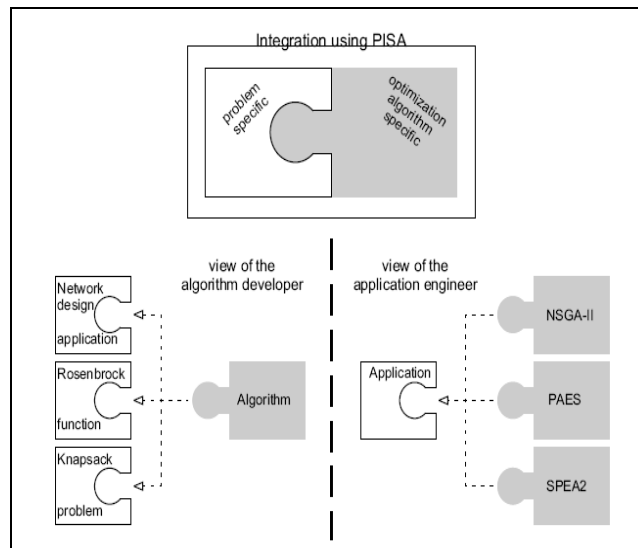 Integration using PISA
problem
specific
optimization
algorithm
specific
view of the
algorithm developer
Network
design
application
Rosenbrock
function
Knapsack
problem
Algorithm
view of the
application engineer
Application
NSGA-II
PAES
SPEA2